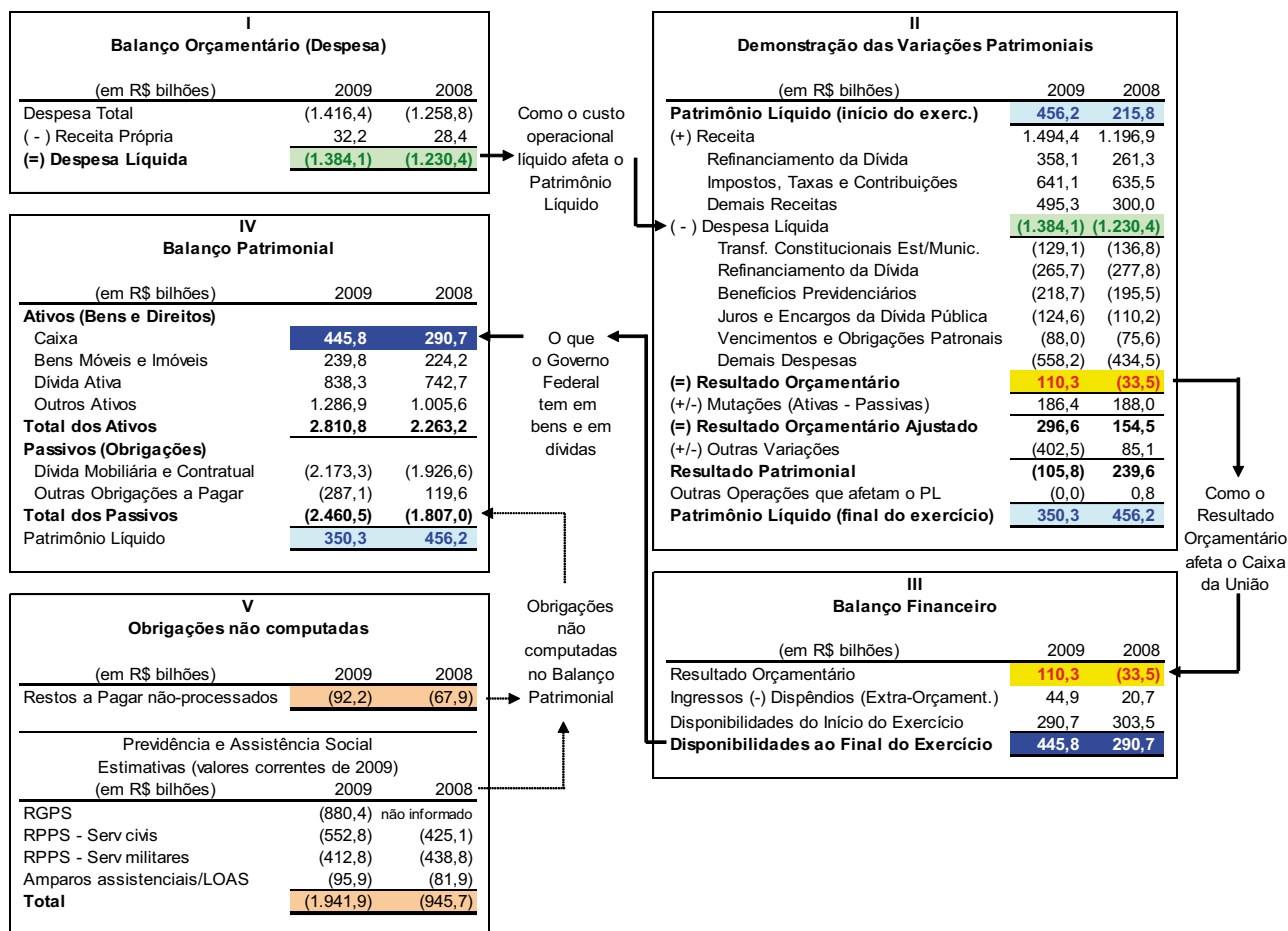 I
Balanço Orçamentário (Despesa)
(em R$ bilhões) 2009 2008
Despesa Total (1.416,4) (1.258,8)
( - ) Receita Própria 32,2 28,4
(=) Despesa Líquida (1.384,1) (1.230,4)
Como o custo
operacional
líquido afeta o
Patrimônio
Líquido
II
Demonstração das Variações Patrimoniais
(em R$ bilhões) 2009 2008
Patrimônio Líquido (início do exerc.) 456,2 215,8
(+) Receita 1.494,4 1.196,9
Refinanciamento da Dívida 358,1 261,3
Impostos, Taxas e Contribuições 641,1 635,5
Demais Receitas 495,3 300,0
( - ) Despesa Líquida (1.384,1) (1.230,4)
Transf. Constitucionais Est/Munic. (129,1) (136,8)
Refinanciamento da Dívida (265,7) (277,8)
Benefícios Previdenciários (218,7) (195,5)
Juros e Encargos da Dívida Pública (124,6) (110,2)
Vencimentos e Obrigações Patronais (88,0) (75,6)
Demais Despesas (558,2) (434,5)
(=) Resultado Orçamentário 110,3 (33,5)
(+/-) Mutações (Ativas - Passivas) 186,4 188,0
(=) Resultado Orçamentário Ajustado 296,6 154,5
(+/-) Outras Variações (402,5) 85,1
Resultado Patrimonial (105,8) 239,6
Outras Operações que afetam o PL (0,0) 0,8
Patrimônio Líquido (final do exercício) 350,3 456,2
Como o
Resultado
Orçamentário
afeta o Caixa
da União
III
Balanço Financeiro
(em R$ bilhões) 2009 2008
Resultado Orçamentário 110,3 (33,5)
Ingressos (-) Dispêndios (Extra-Orçament.) 44,9 20,7
Disponibilidades do Início do Exercício 290,7 303,5
Disponibilidades ao Final do Exercício 445,8 290,7
O que
o Governo
Federal
tem em
bens e em
dívidas
IV
Balanço Patrimonial
(em R$ bilhões) 2009 2008
Ativos (Bens e Direitos)
Caixa 445,8 290,7
Bens Móveis e Imóveis 239,8 224,2
Dívida Ativa 838,3 742,7
Outros Ativos 1.286,9 1.005,6
Total dos Ativos 2.810,8 2.263,2
Passivos (Obrigações)
Dívida Mobiliária e Contratual (2.173,3) (1.926,6)
Outras Obrigações a Pagar (287,1) 119,6
Total dos Passivos (2.460,5) (1.807,0)
Patrimônio Líquido 350,3 456,2
Obrigações
não
computadas
no Balanço
Patrimonial
V
Obrigações não computadas
(em R$ bilhões) 2009 2008
Restos a Pagar não-processados (92,2) (67,9)
Previdência e Assistência Social
Estimativas (valores correntes de 2009)
(em R$ bilhões) 2009 2008
RGPS (880,4) não informado
RPPS - Serv civis (552,8) (425,1)
RPPS - Serv militares (412,8) (438,8)
Amparos assistenciais/LOAS (95,9) (81,9)
Total (1.941,9) (945,7)